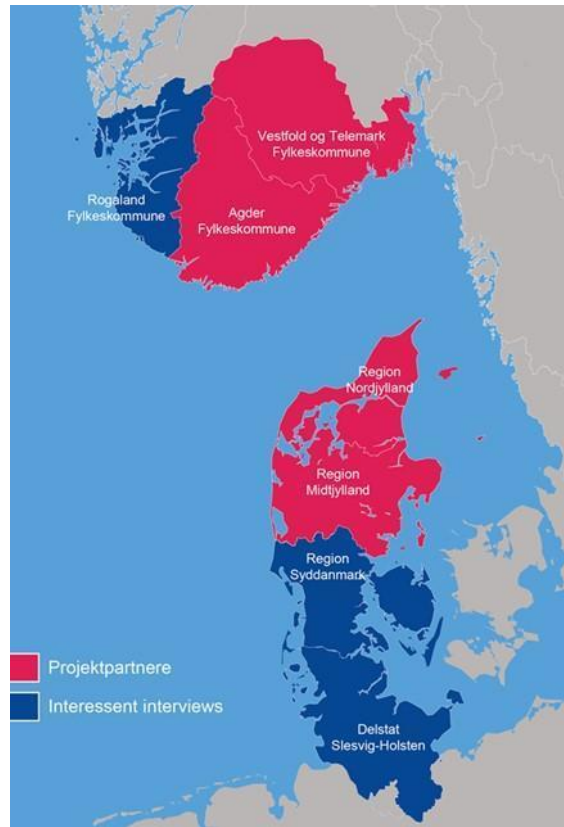 Vestfold og Telemark
Fylkeskommune
Rogaland
Fylkeskommune
Agder
Fylkeskommune
Region
Nordjylland
Region
Midtjylland
Region
Syddanmark
Projektpartnere
Interessent interviews
Delstat
Slesvig-Holsten